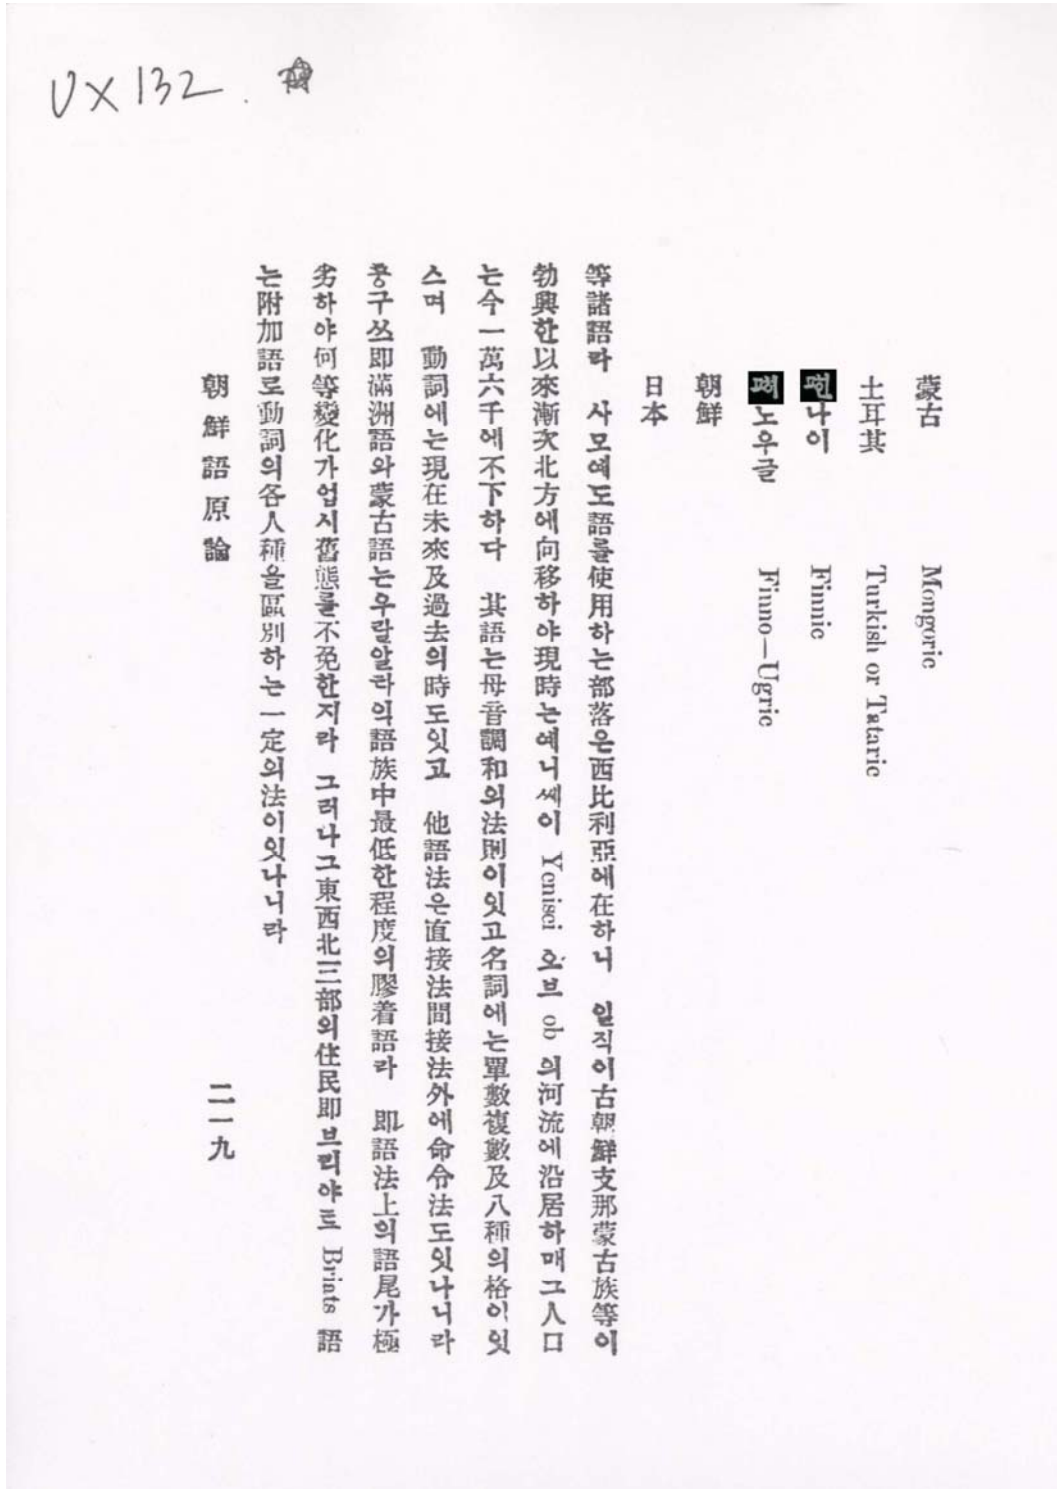 UX132
蒙古 Mongoric
土耳其 Turkish or Tataric
나이 Finnic
노우글 Finno—Ugric
朝鮮
日本
等諸語라 사모예도語를使用하는部落은西比利亞에在하니 일직이古朝鮮支那蒙古族等이
勃興한以來漸次北方에向移하야現時는예니쎄이 Yenisei 오브 ob 의河流에沿居하매그人口
는今一萬六千에不下하다 其語는母音調和의法則이잇고名詞에는單數複數及八種의格이잇
스며 動詞에는現在未來及過去의時도잇고 他語法은直接法間接法外에命令法도잇나니라
퉁구쓰即滿洲語와蒙古語는우랄알라의語族中最低한程度의膠着語라 即語法上의語尾가極
劣하야何等變化가업시舊態를不免한지라 그러나그東西北三部의住民即브리야트 Briats 語
는附加語로動詞의各人種을區別하는一定의法이잇나니라
朝鮮語原論 二一九